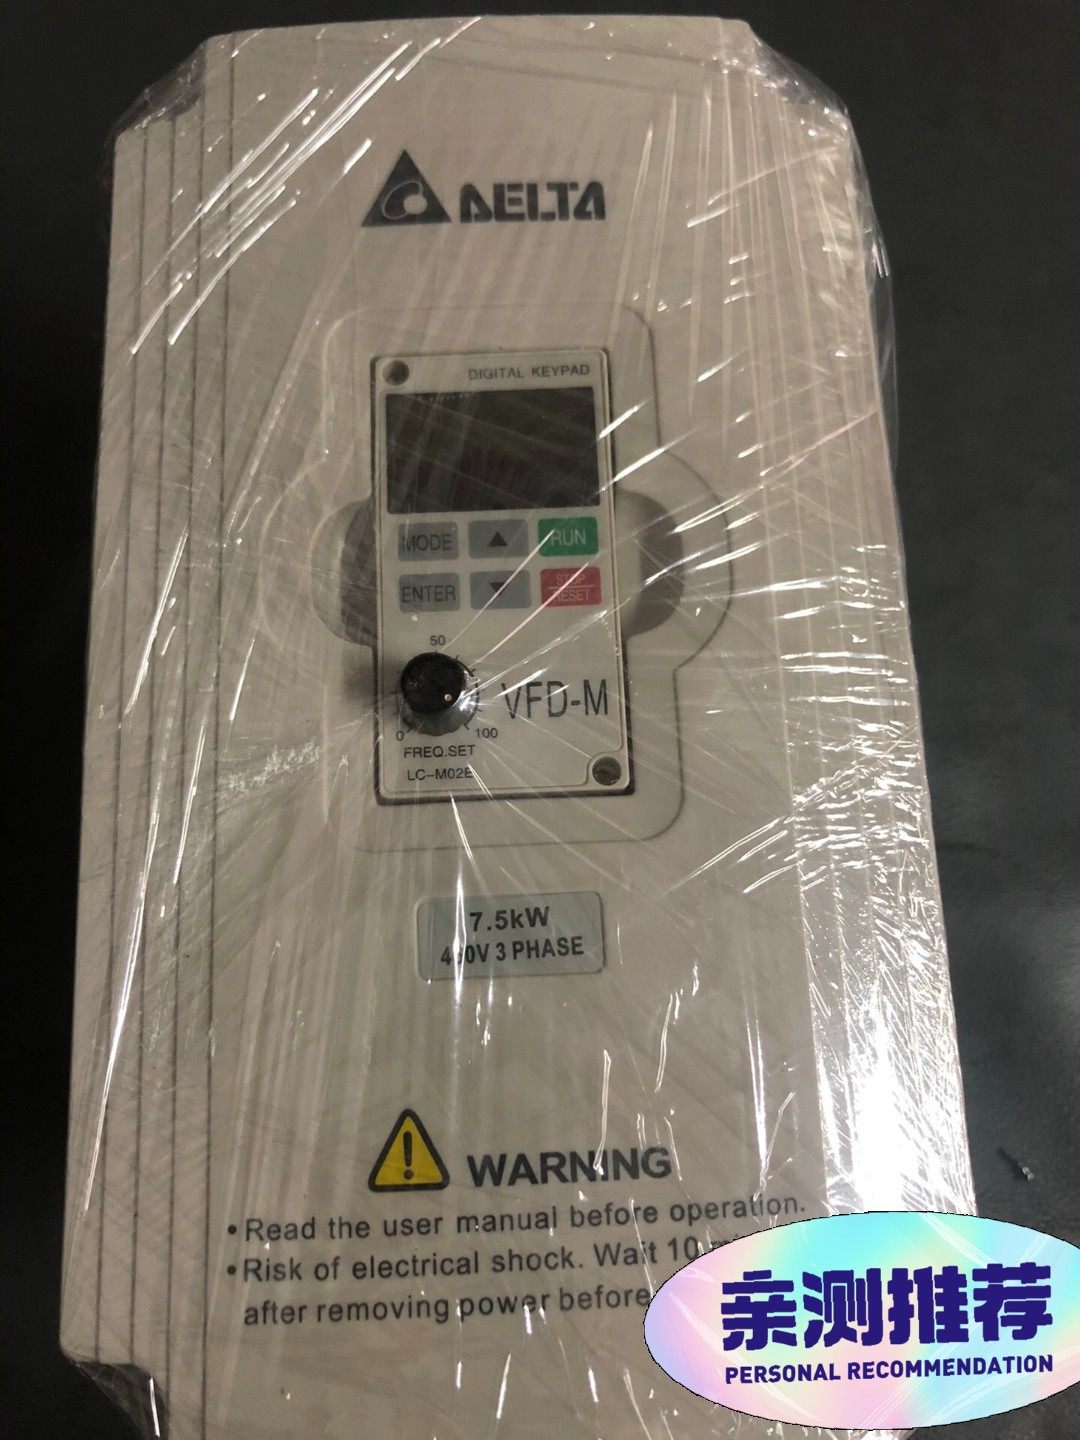 DELTA
DIGITAL KEYPAD
MODE
RUN
ENTER
STOP
RESET
50
VFD-M
0
100
FREQ.SET
LC-M02E
7.5kW
3 PHASE
WARNING
•Read the user manual before operation.
•Risk of electrical shock. Wait 10
after removing power before
亲测推荐
PERSONAL RECOMMENDATION